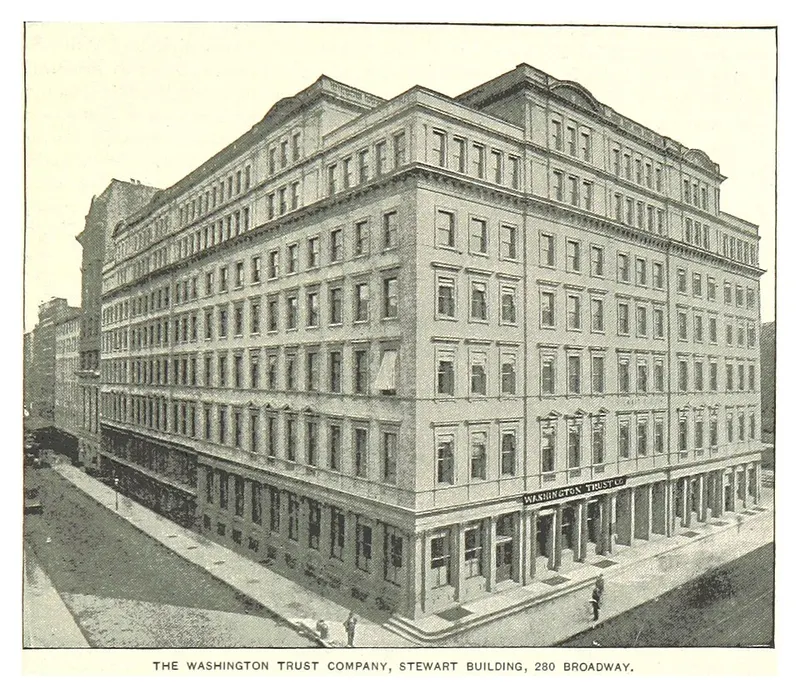 WASHINGTON TRUST CO.
THE WASHINGTON TRUST COMPANY, STEWART BUILDING, 280 BROADWAY.